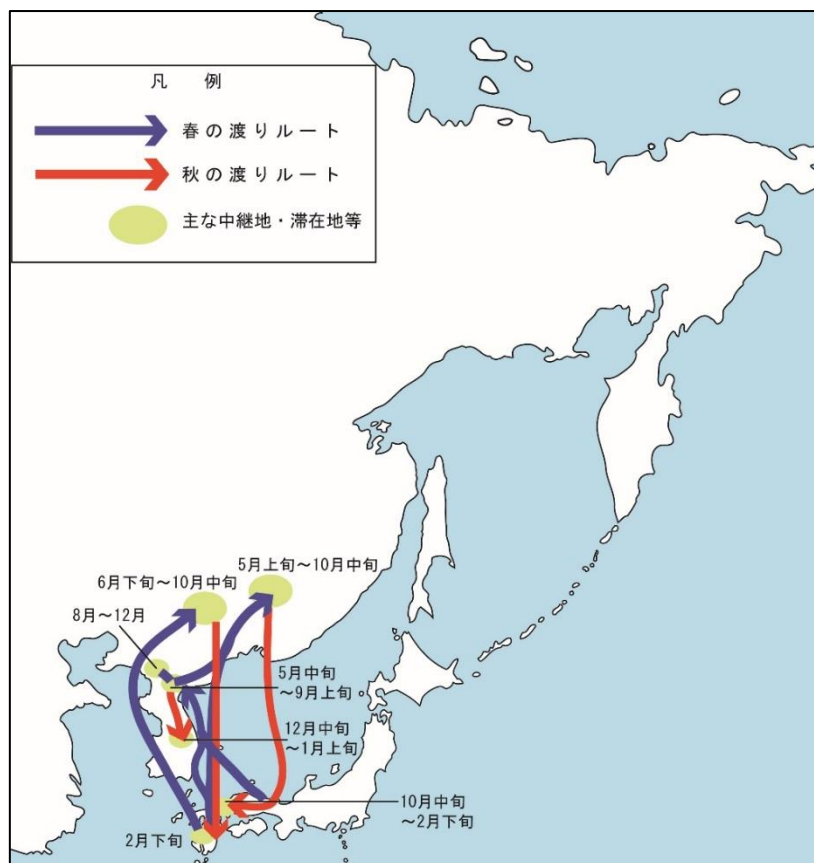 凡 例
春の渡りルート
秋の渡りルート
主な中継地・滞在地等
5月上旬～10月中旬
6月下旬～10月中旬
8月～12月
5月中旬
～9月上旬
12月中旬
～1月上旬
10月中旬
～2月下旬
2月下旬